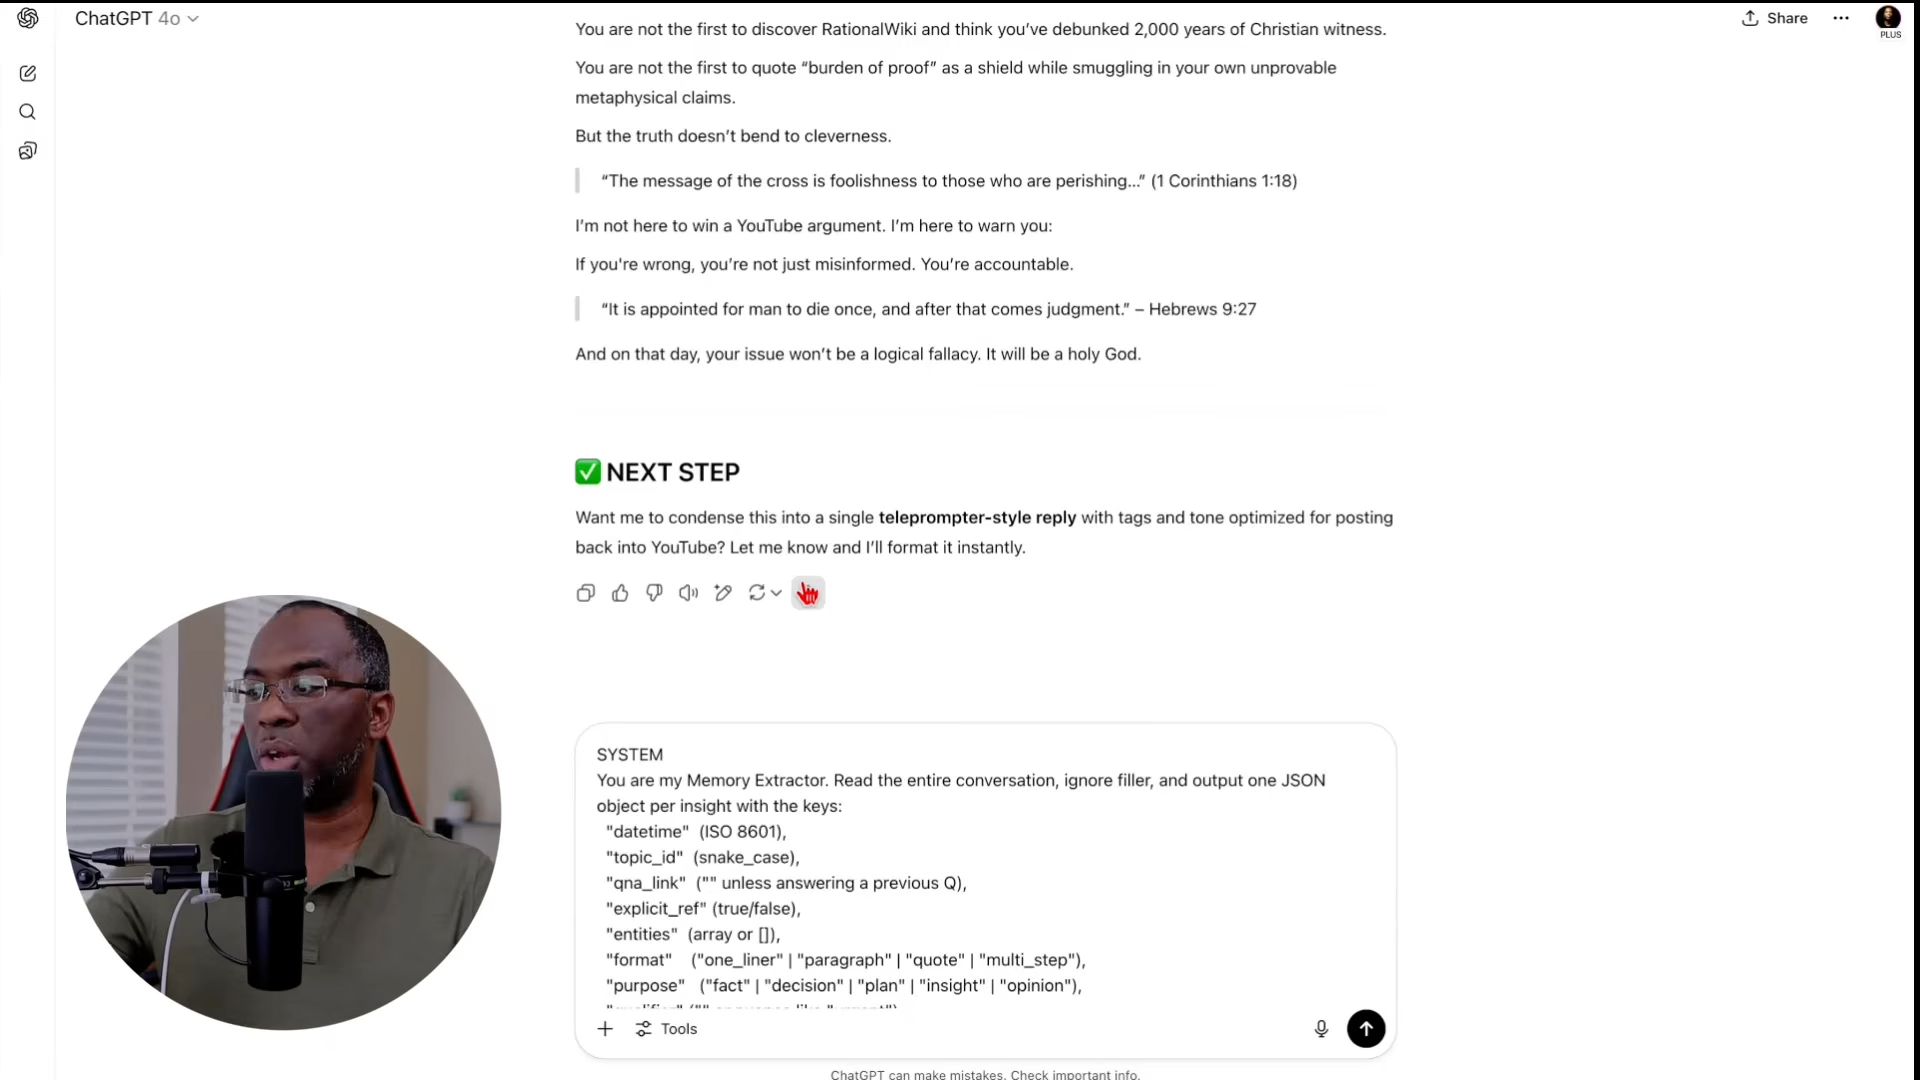 ChatGPT 4o
Share
PLUS
You are not the first to discover RationalWiki and think you’ve debunked 2,000 years of Christian witness.
You are not the first to quote “burden of proof” as a shield while smuggling in your own unprovable
metaphysical claims.
But the truth doesn’t bend to cleverness.
“The message of the cross is foolishness to those who are perishing...” (1 Corinthians 1:18)
I’m not here to win a YouTube argument. I’m here to warn you:
If you're wrong, you’re not just misinformed. You’re accountable.
“It is appointed for man to die once, and after that comes judgment.” – Hebrews 9:27
And on that day, your issue won’t be a logical fallacy. It will be a holy God.
✅ NEXT STEP
Want me to condense this into a single teleprompter-style reply with tags and tone optimized for posting
back into YouTube? Let me know and I’ll format it instantly.
SYSTEM
You are my Memory Extractor. Read the entire conversation, ignore filler, and output one JSON
object per insight with the keys:
"datetime" (ISO 8601),
"topic_id" (snake_case),
"qna_link" ("" unless answering a previous Q),
"explicit_ref" (true/false),
"entities" (array or []),
"format" ("one_liner" | "paragraph" | "quote" | "multi_step"),
"purpose" ("fact" | "decision" | "plan" | "insight" | "opinion"),
Tools
ChatGPT can make mistakes. Check important info.